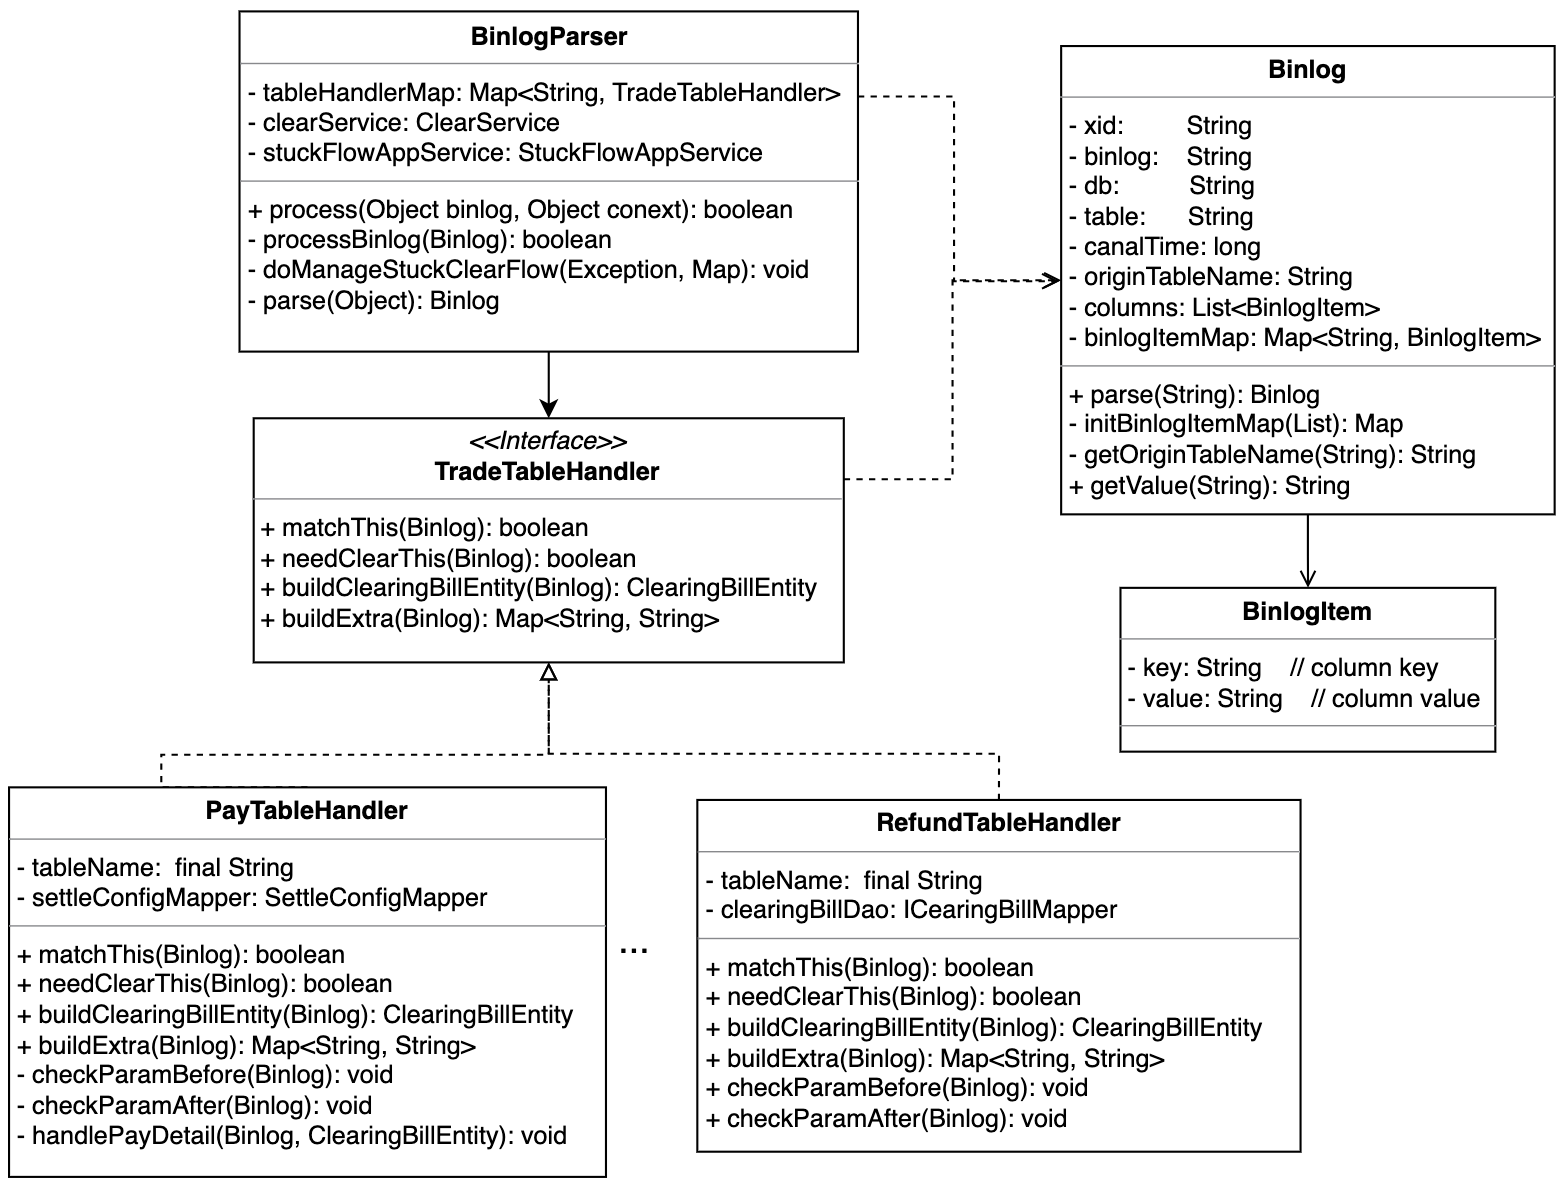 BinlogParser
- tableHandlerMap: Map<String, TradeTableHandler>
- clearService: ClearService
- stuckFlowAppService: StuckFlowAppService
+ process(Object binlog, Object conext): boolean
- processBinlog(Binlog): boolean
- doManageStuckClearFlow(Exception, Map): void
- parse(Object): Binlog
Binlog
- xid: String
- binlog: String
- db: String
- table: String
- canalTime: long
- originTableName: String
- columns: List<BinlogItem>
- binlogItemMap: Map<String, BinlogItem>
+ parse(String): Binlog
- initBinlogItemMap(List): Map
- getOriginTableName(String): String
+ getValue(String): String
<<Interface>>
TradeTableHandler
+ matchThis(Binlog): boolean
+ needClearThis(Binlog): boolean
+ buildClearingBillEntity(Binlog): ClearingBillEntity
+ buildExtra(Binlog): Map<String, String>
BinlogItem
- key: String // column key
- value: String // column value
PayTableHandler
- tableName: final String
- settleConfigMapper: SettleConfigMapper
+ matchThis(Binlog): boolean
+ needClearThis(Binlog): boolean
+ buildClearingBillEntity(Binlog): ClearingBillEntity
+ buildExtra(Binlog): Map<String, String>
- checkParamBefore(Binlog): void
- checkParamAfter(Binlog): void
- handlePayDetail(Binlog, ClearingBillEntity): void
...
RefundTableHandler
- tableName: final String
- clearingBillDao: ICearingBillMapper
+ matchThis(Binlog): boolean
+ needClearThis(Binlog): boolean
+ buildClearingBillEntity(Binlog): ClearingBillEntity
+ buildExtra(Binlog): Map<String, String>
+ checkParamBefore(Binlog): void
+ checkParamAfter(Binlog): void